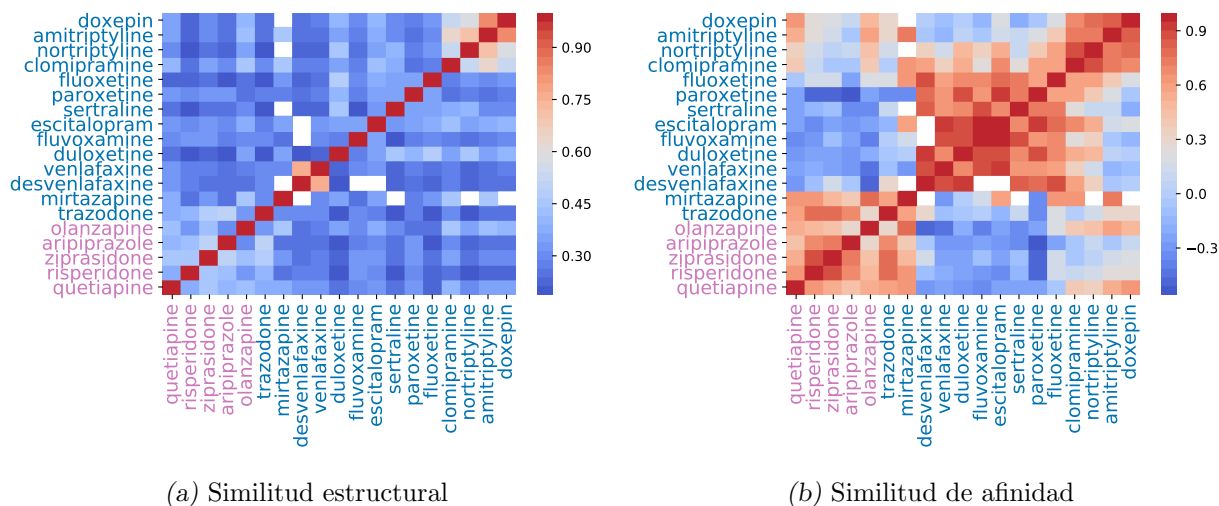 doxepin
amitriptyline
nortriptyline
clomipramine
fluoxetine
paroxetine
sertraline
escitalopram
fluvoxamine
duloxetine
venlafaxine
desvenlafaxine
mirtazapine
trazodone
olanzapine
aripiprazole
ziprasidone
risperidone
quetiapine
quetiapine
risperidone
ziprasidone
aripiprazole
olanzapine
trazodone
mirtazapine
desvenlafaxine
venlafaxine
duloxetine
fluvoxamine
escitalopram
sertraline
paroxetine
fluoxetine
clomipramine
nortriptyline
amitriptyline
doxepin
0.90
0.75
0.60
0.45
0.30
(a) Similitud estructural
doxepin
amitriptyline
nortriptyline
clomipramine
fluoxetine
paroxetine
sertraline
escitalopram
fluvoxamine
duloxetine
venlafaxine
desvenlafaxine
mirtazapine
trazodone
olanzapine
aripiprazole
ziprasidone
risperidone
quetiapine
quetiapine
risperidone
ziprasidone
aripiprazole
olanzapine
trazodone
mirtazapine
desvenlafaxine
venlafaxine
duloxetine
fluvoxamine
escitalopram
sertraline
paroxetine
fluoxetine
clomipramine
nortriptyline
amitriptyline
doxepin
0.9
0.6
0.3
0.0
−0.3
(b) Similitud de afinidad